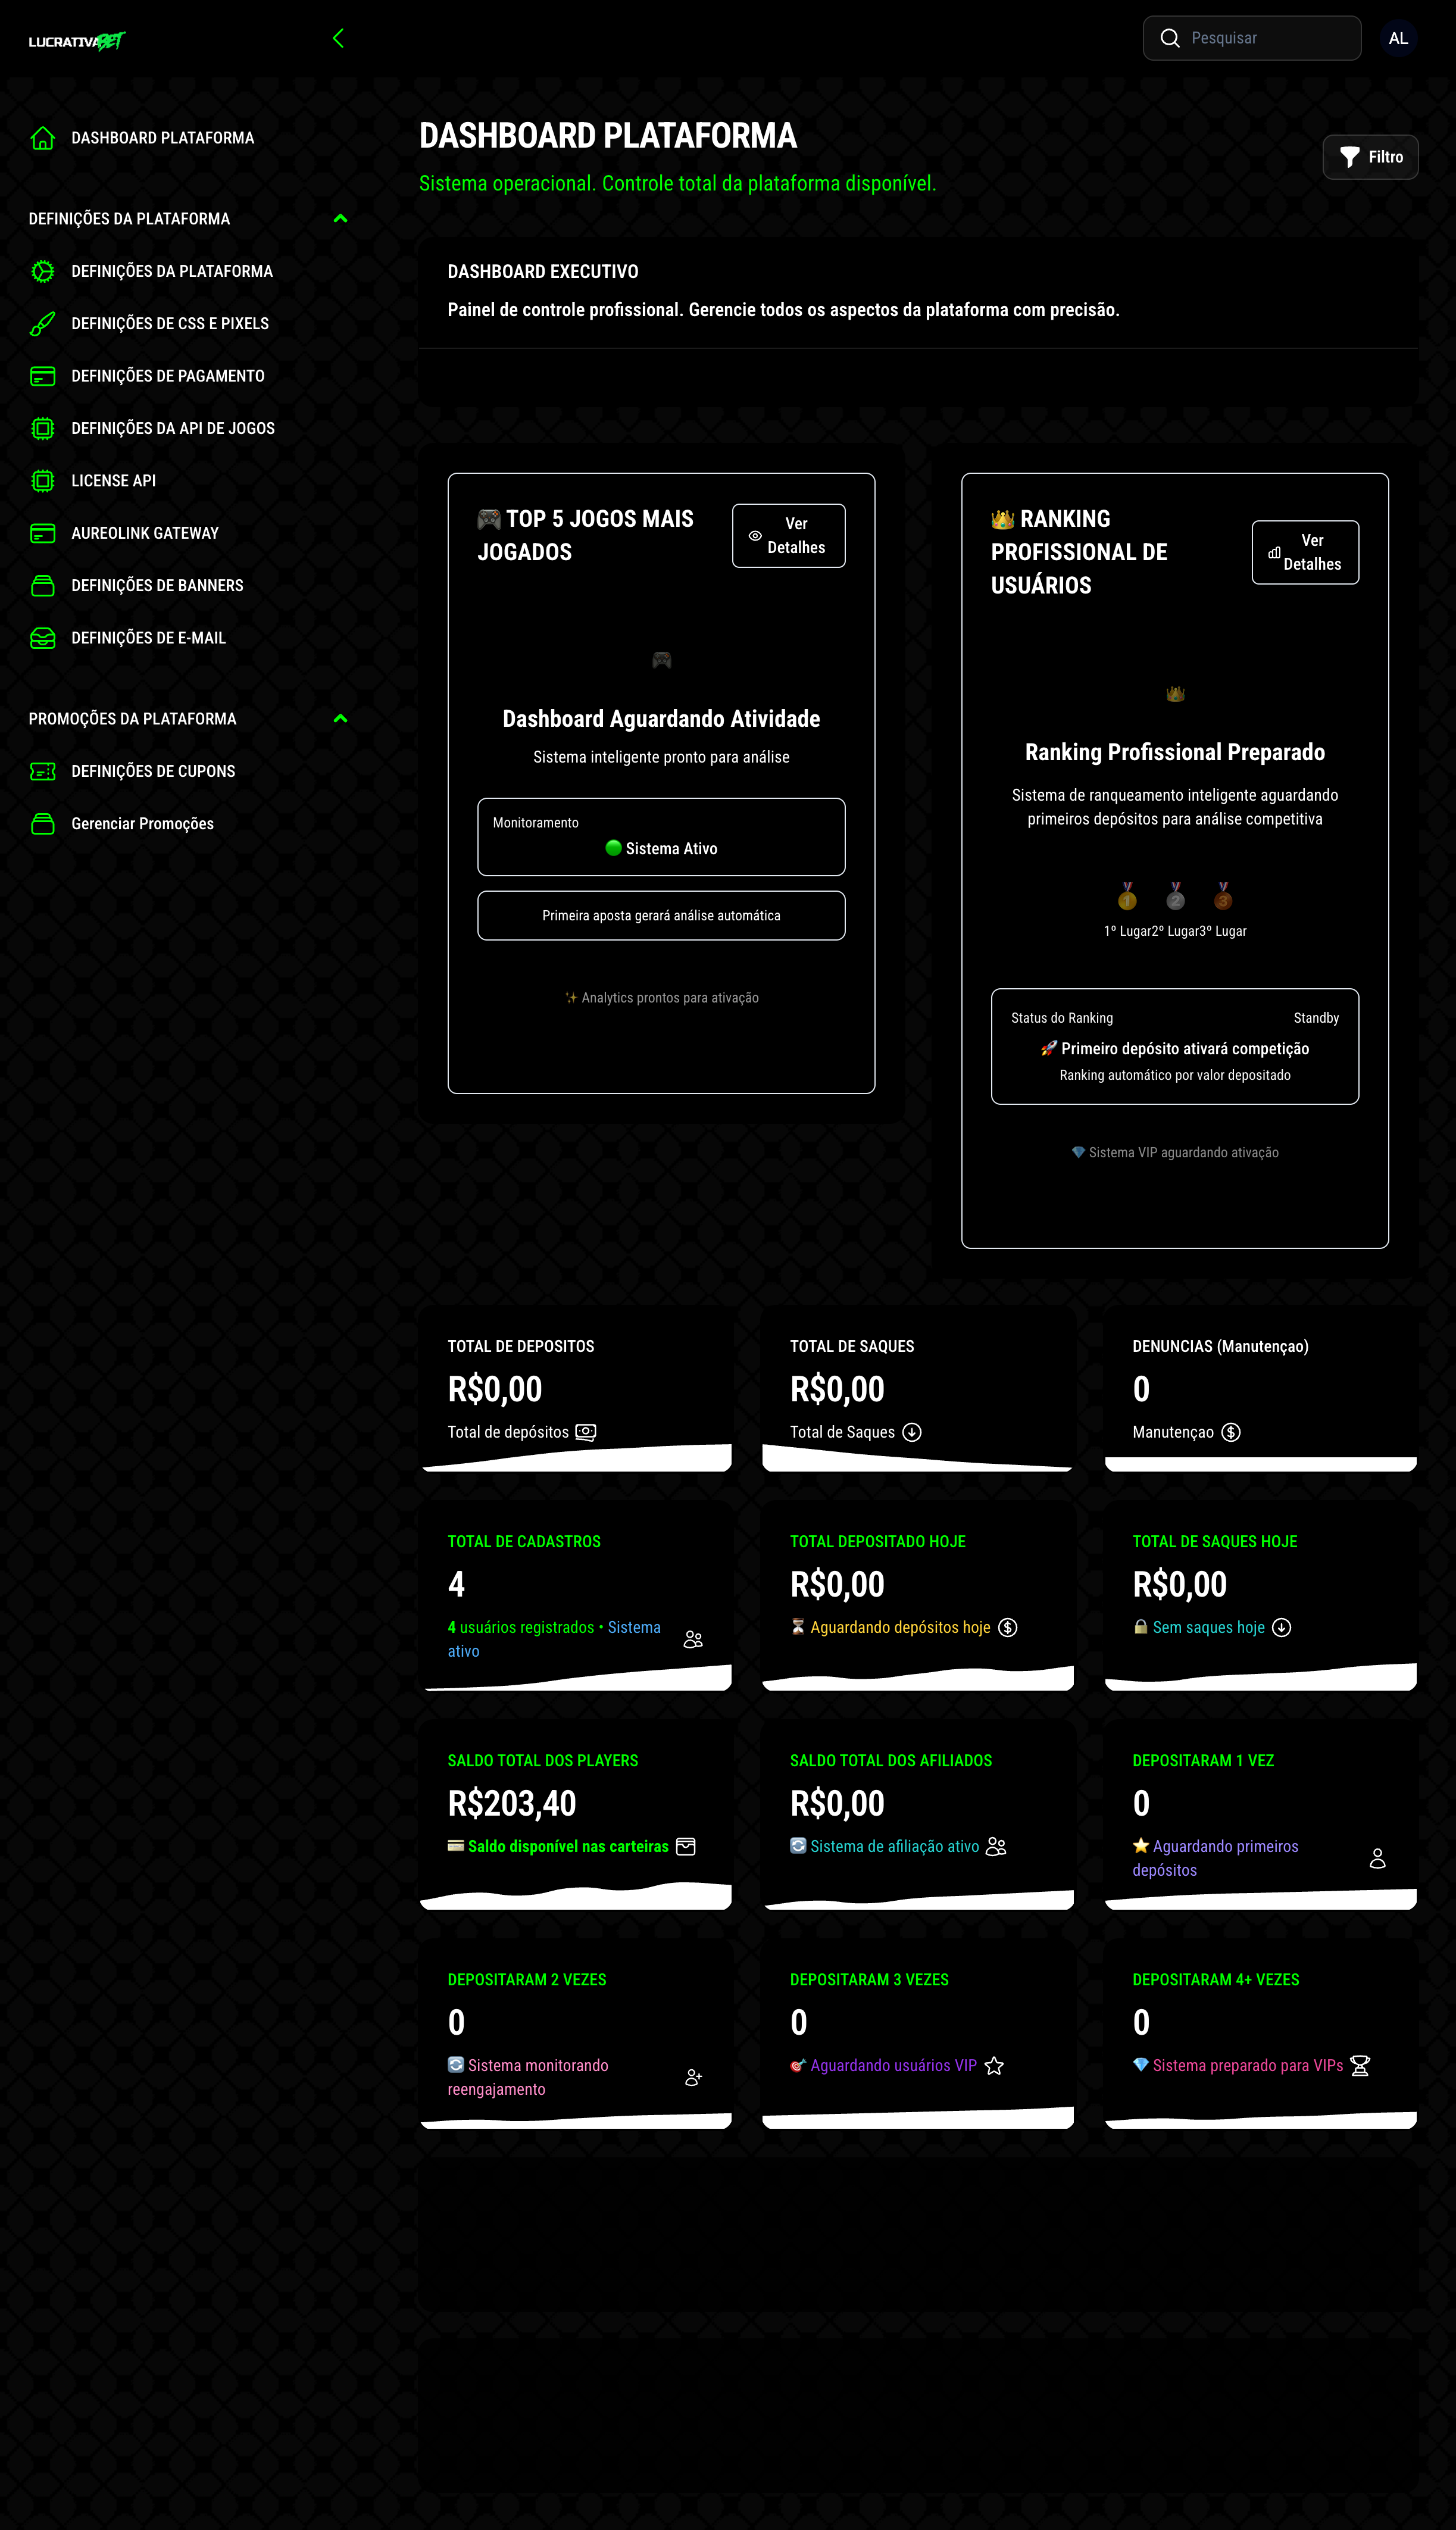 LUCRATIVABET
Pesquisar
AL
DASHBOARD PLATAFORMA
DEFINIÇÕES DA PLATAFORMA
DEFINIÇÕES DA PLATAFORMA
DEFINIÇÕES DE CSS E PIXELS
DEFINIÇÕES DE PAGAMENTO
DEFINIÇÕES DA API DE JOGOS
LICENSE API
AUREOLINK GATEWAY
DEFINIÇÕES DE BANNERS
DEFINIÇÕES DE E-MAIL
PROMOÇÕES DA PLATAFORMA
DEFINIÇÕES DE CUPONS
Gerenciar Promoções
DASHBOARD PLATAFORMA
Sistema operacional. Controle total da plataforma disponível.
Filtro
DASHBOARD EXECUTIVO
Painel de controle profissional. Gerencie todos os aspectos da plataforma com precisão.
🎮 TOP 5 JOGOS MAIS
JOGADOS
Ver
Detalhes
🎮
Dashboard Aguardando Atividade
Sistema inteligente pronto para análise
Monitoramento
🟢 Sistema Ativo
Primeira aposta gerará análise automática
✨ Analytics prontos para ativação
👑 RANKING
PROFISSIONAL DE
USUÁRIOS
Ver
Detalhes
👑
Ranking Profissional Preparado
Sistema de ranqueamento inteligente aguardando
primeiros depósitos para análise competitiva
🥇 🥈 🥉
1º Lugar2º Lugar3º Lugar
Status do Ranking Standby
🚀 Primeiro depósito ativará competição
Ranking automático por valor depositado
💎 Sistema VIP aguardando ativação
TOTAL DE DEPOSITOS
R$0,00
Total de depósitos
TOTAL DE SAQUES
R$0,00
Total de Saques
DENUNCIAS (Manutençao)
0
Manutençao
TOTAL DE CADASTROS
4
4 usuários registrados • Sistema
ativo
TOTAL DEPOSITADO HOJE
R$0,00
⏳ Aguardando depósitos hoje
TOTAL DE SAQUES HOJE
R$0,00
🔒 Sem saques hoje
SALDO TOTAL DOS PLAYERS
R$203,40
💳 Saldo disponível nas carteiras
SALDO TOTAL DOS AFILIADOS
R$0,00
🔄 Sistema de afiliação ativo
DEPOSITARAM 1 VEZ
0
⭐ Aguardando primeiros
depósitos
DEPOSITARAM 2 VEZES
0
🔄 Sistema monitorando
reengajamento
DEPOSITARAM 3 VEZES
0
🎯 Aguardando usuários VIP
DEPOSITARAM 4+ VEZES
0
💎 Sistema preparado para VIPs